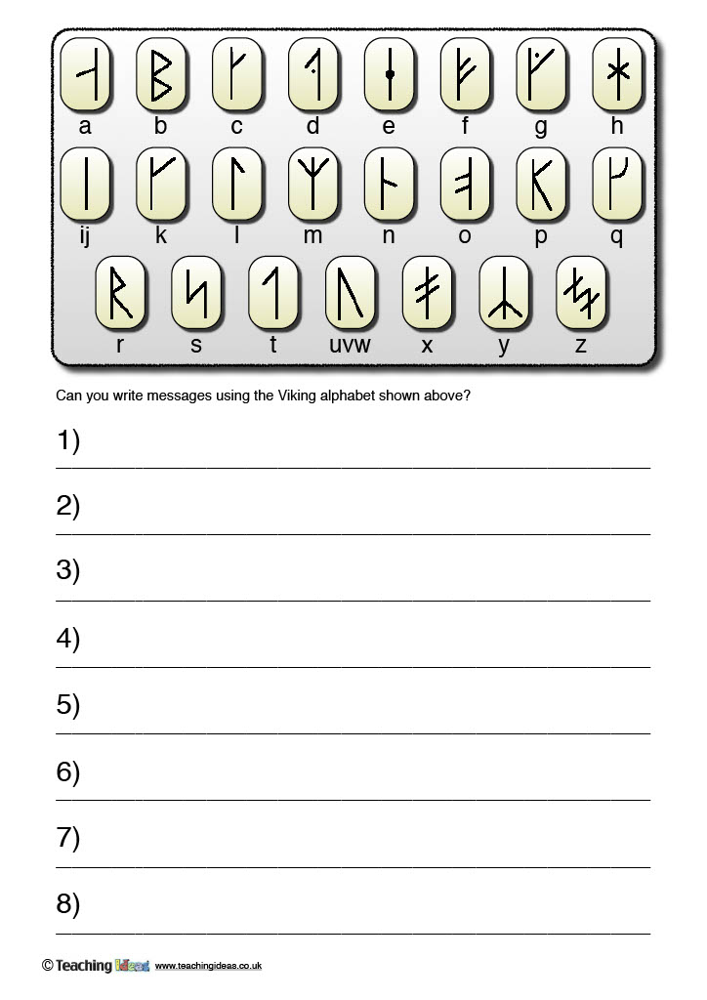 a b c d e f g h
ij k l m n o p q
r s t uvw x y z
Can you write messages using the Viking alphabet shown above?
1)
2)
3)
4)
5)
6)
7)
8)
© Teaching Ideas www.teachingideas.co.uk